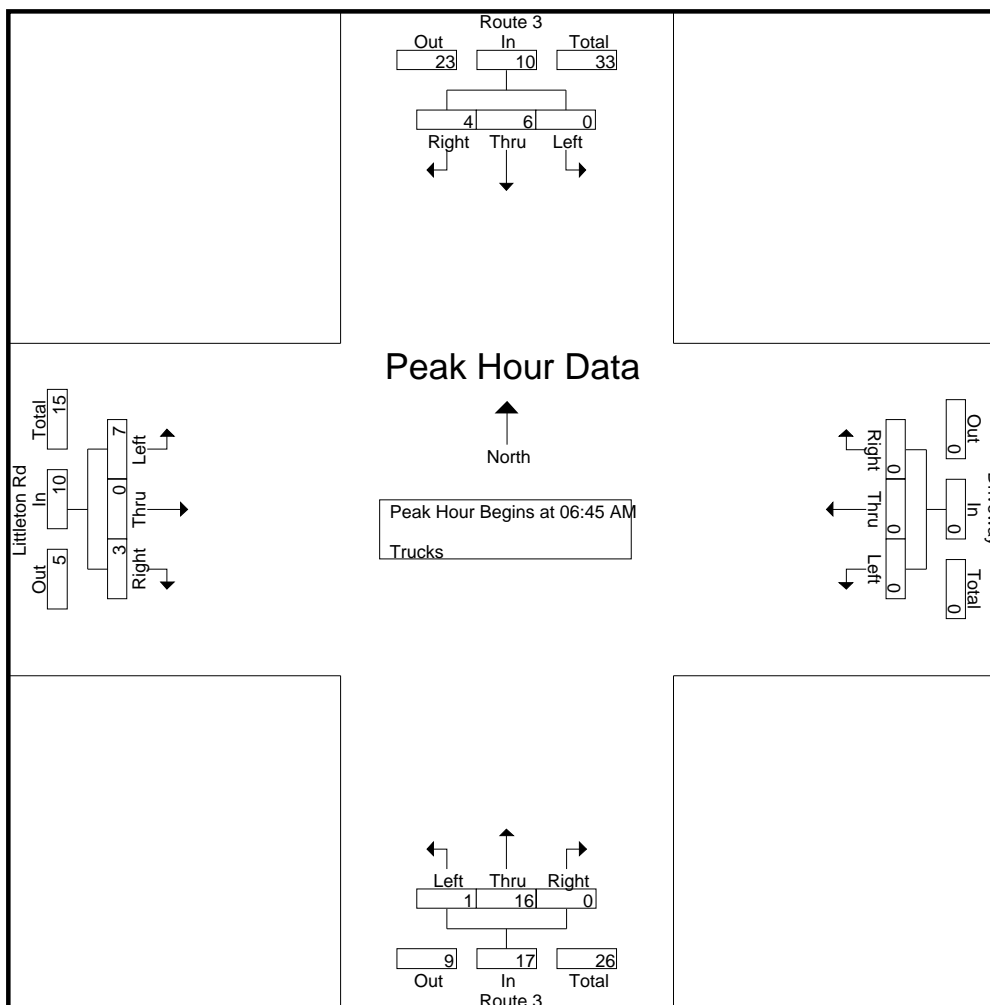 Route 3
Out In Total
23 10 33
4 6 0
Right Thru Left
Peak Hour Data
North
Peak Hour Begins at 06:45 AM
Trucks
Littleton Rd
Out In Total
5 10 15
7 0 3
Left Thru Right
Out In Total
0 0 0
0 0 0
Right Thru Left
Left Thru Right
1 16 0
9 17 26
Out In Total
Route 3